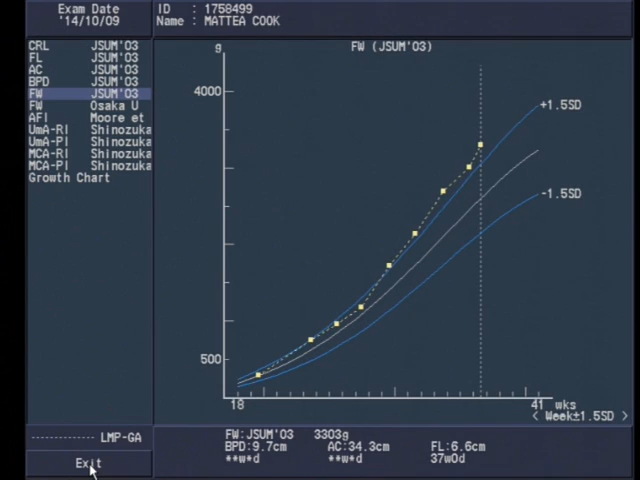 Exam Date
'14/10/09
ID : 1758499
Name : MATTEA COOK
CRL JSUM'03
FL JSUM'03
AC JSUM'03
BPD JSUM'03
FW JSUM'03
FW Osaka U
AFI Moore et
UmA-RI Shinozuka
UmA-PI Shinozuka
MCA-RI Shinozuka
MCA-PI Shinozuka
Growth Chart
LMP-GA
Exit
g
FW (JSUM'03)
4000
+1.5SD
-1.5SD
500
18
41
wks
< Week±1.5SD >
FW:JSUM'03 3303g
BPD:9.7cm AC:34.3cm FL:6.6cm
**w*d **w*d 37w0d